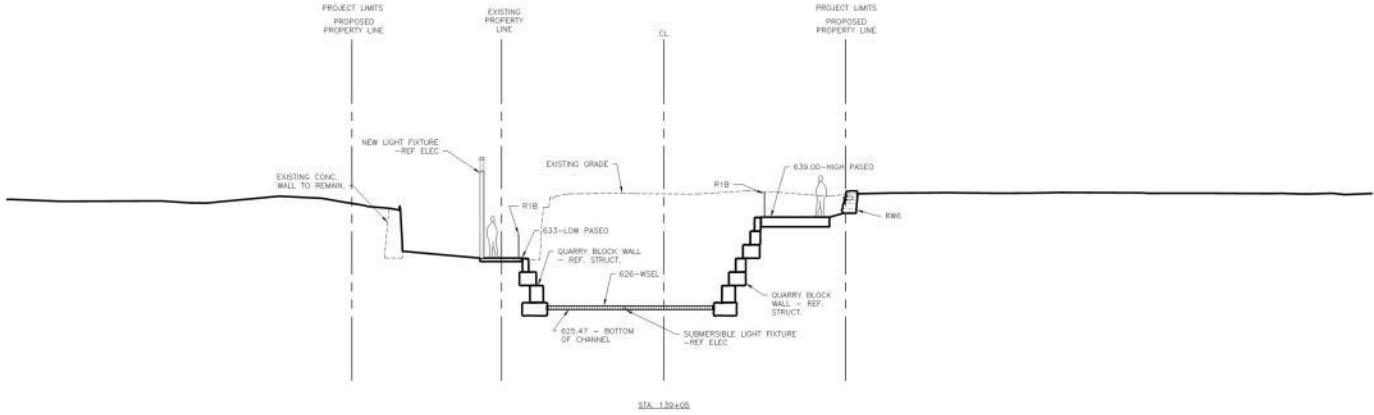 PROJECT LIMITS
PROPOSED
PROPERTY LINE
EXISTING
PROPERTY
LINE
CL
PROJECT LIMITS
PROPOSED
PROPERTY LINE
NEW LIGHT FIXTURE
-REF ELEC
EXISTING CONC.
WALL TO REMAIN.
EXISTING GRADE
R1B
639.00-HIGH PASEO
R1B
RW6
633-LOW PASEO
QUARRY BLOCK WALL
- REF. STRUCT.
626-WSEL
QUARRY BLOCK
WALL - REF.
STRUCT.
625.47 - BOTTOM
OF CHANNEL
SUBMERSIBLE LIGHT FIXTURE
-REF ELEC
STA. 139+05